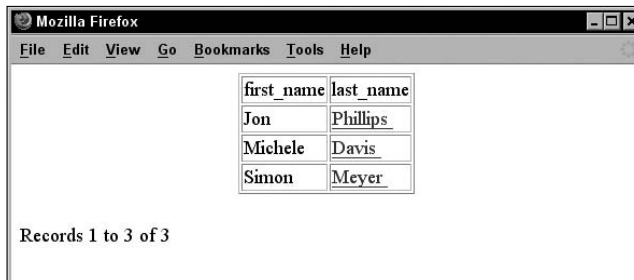 Mozilla Firefox
File Edit View Go Bookmarks Tools Help
first_name last_name
Jon Phillips
Michele Davis
Simon Meyer
Records 1 to 3 of 3